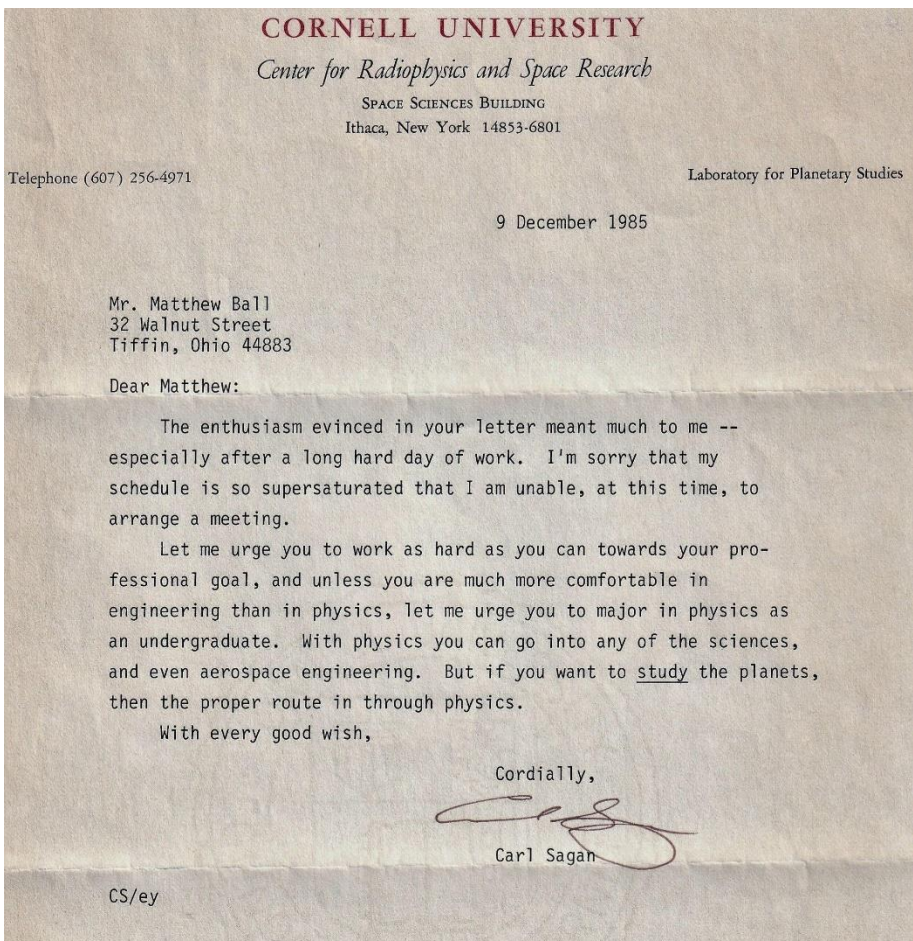 CORNELL UNIVERSITY
Center for Radiophysics and Space Research
SPACE SCIENCES BUILDING
Ithaca, New York 14853-6801
Telephone (607) 256-4971
Laboratory for Planetary Studies
9 December 1985
Mr. Matthew Ball
32 Walnut Street
Tiffin, Ohio 44883
Dear Matthew:
The enthusiasm evinced in your letter meant much to me --
especially after a long hard day of work. I'm sorry that my
schedule is so supersaturated that I am unable, at this time, to
arrange a meeting.
Let me urge you to work as hard as you can towards your pro-
fessional goal, and unless you are much more comfortable in
engineering than in physics, let me urge you to major in physics as
an undergraduate. With physics you can go into any of the sciences,
and even aerospace engineering. But if you want to study the planets,
then the proper route in through physics.
With every good wish,
Cordially,
Carl Sagan
CS/ey